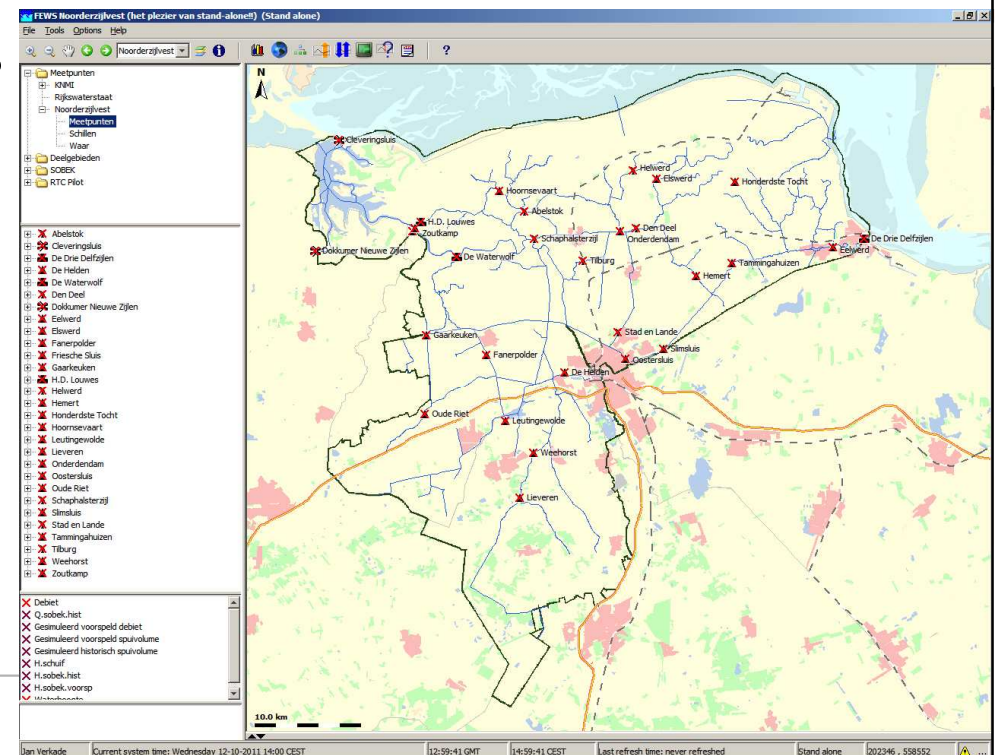 FEWS Noorderzijlvest (het plezier van stand-alone!!) (Stand alone)
File Tools Options Help
Noorderzijlvest
?
Meetpunten
KNMI
Rijkswaterstaat
Noorderzijlvest
Meetpunten
Schillen
Waar
Deelgebieden
SOBEK
RTC Pilot
Abelstok
Cleveringsluis
De Drie Delfzijlen
De Helden
De Waterwolf
Den Deel
Dokkumer Nieuwe Zijlen
Eelwerd
Elswerd
Fanerpolder
Friesche Sluis
Gaarkeuken
H.D. Louwes
Helwerd
Hemert
Honderdste Tocht
Hoornsevaart
Leutingewolde
Lieveren
Onderdendam
Oostersluis
Oude Riet
Schaphalsterzijl
Slimsluis
Stad en Lande
Tammingahuizen
Tilburg
Weehorst
Zoutkamp
Debiet
Q.sobek.hist
Gesimuleerd voorspeld debiet
Gesimuleerd voorspeld spuivolume
Gesimuleerd historisch spuivolume
H.schuif
H.sobek.hist
H.sobek.voorsp
N
Cleveringsluis
Helwerd
Elswerd
Honderdste Tocht
Hoornsevaart
Abelstok
H.D. Louwes
Zoutkamp
Den Deel
Onderdendam
Schaphalsterzijl
De Drie Delfzijlen
Eelwerd
Dokkumer Nieuwe Zijlen
De Waterwolf
Tilburg
Tammingahuizen
Hemert
Gaarkeuken
Stad en Lande
Slimsluis
Fanerpolder
Oostersluis
De Helden
Oude Riet
Leutingewolde
Weehorst
Lieveren
10.0 km
Jan Verkade Current system time: Wednesday 12-10-2011 14:00 CEST 12:59:41 GMT 14:59:41 CEST Last refresh time: never refreshed Stand alone 202346 , 558552 ...